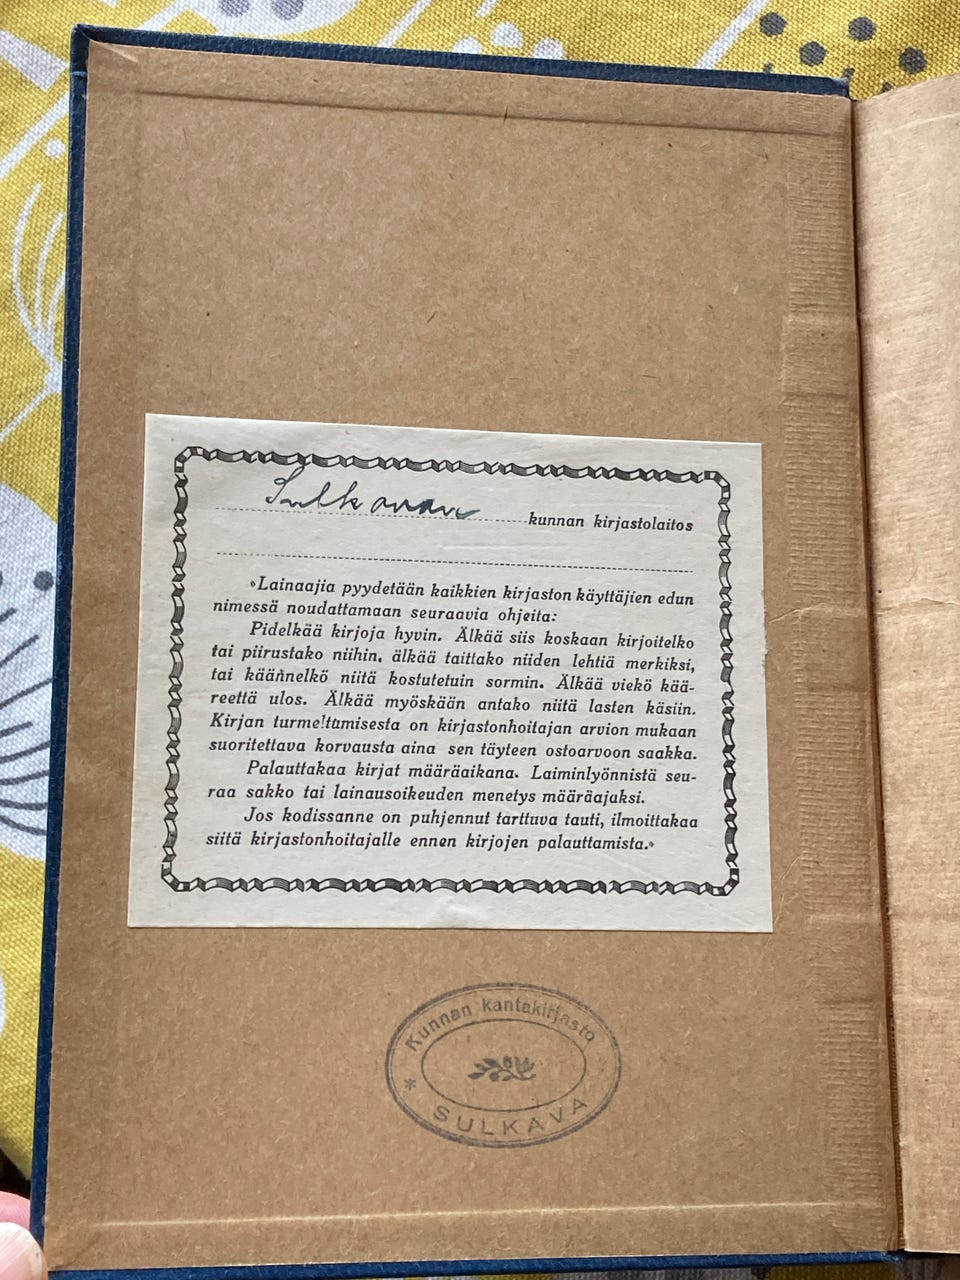 Sulkavan kunnan kirjastolaitos
»Lainaajia pyydetään kaikkien kirjaston käyttäjien edun
nimessä noudattamaan seuraavia ohjeita:
Pidelkää kirjoja hyvin. Älkää siis koskaan kirjoitelko
tai piirustako niihin, älkää taittako niiden lehtiä merkiksi,
tai käännelkö niitä kostutetuin sormin. Älkää viekö kää-
reettä ulos. Älkää myöskään antako niitä lasten käsiin.
Kirjan turmeltumisesta on kirjastonhoitajan arvion mukaan
suoritettava korvausta aina sen täyteen ostoarvoon saakka.
Palauttakaa kirjat määräaikana. Laiminlyönnistä seu-
raa sakko tai lainausoikeuden menetys määräajaksi.
Jos kodissanne on puhjennut tarttuva tauti, ilmoittakaa
siitä kirjastonhoitajalle ennen kirjojen palauttamista.»
Kunnan kantakirjasto
* SULKAVA